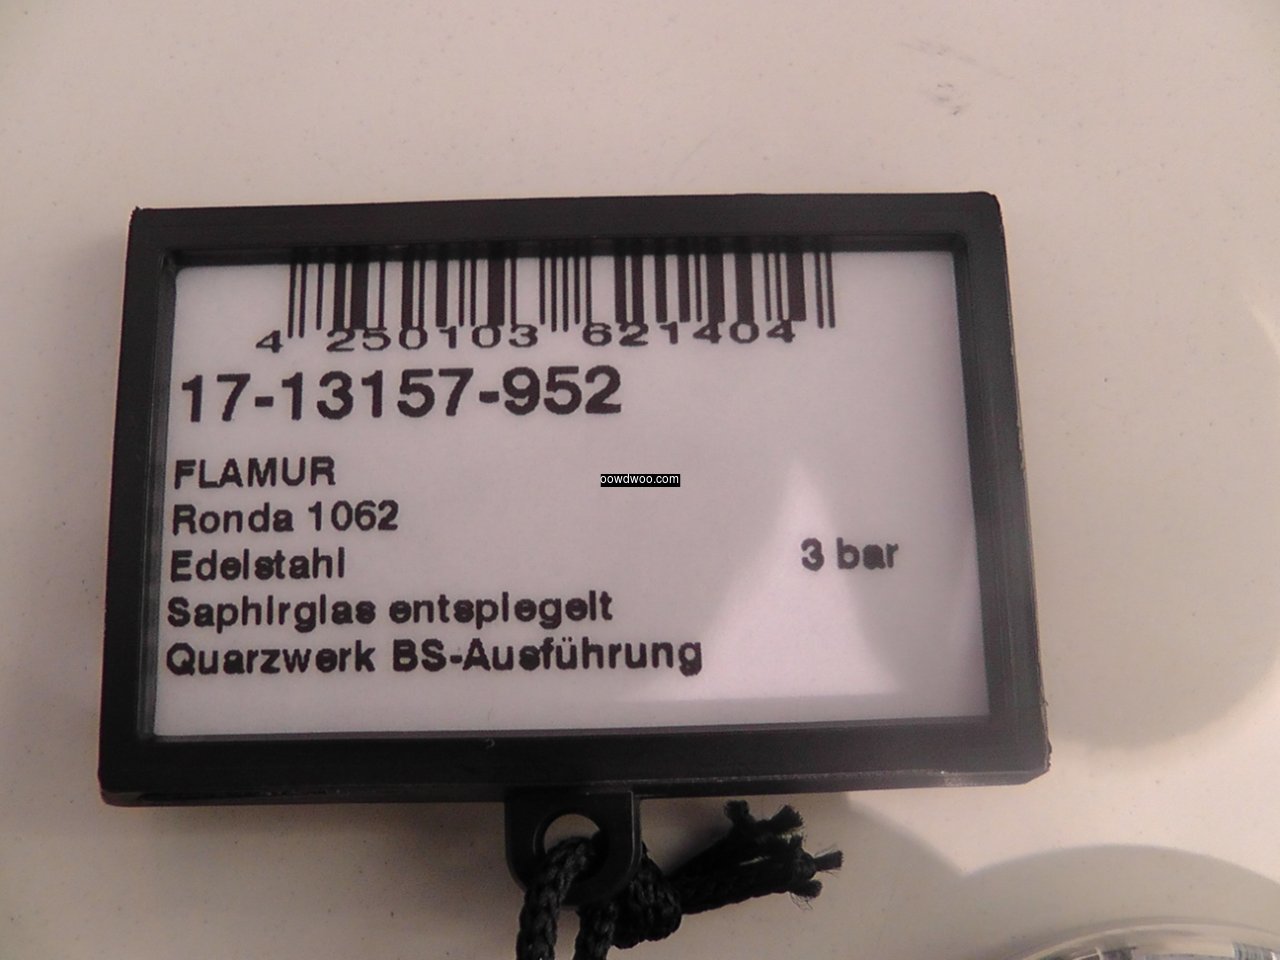 4 250103 621404
17-13157-952
FLAMUR
Ronda 1062
Edelstahl
3 bar
Saphirglas entspiegelt
Quarzwerk BS-Ausführung
oowdwoo.com